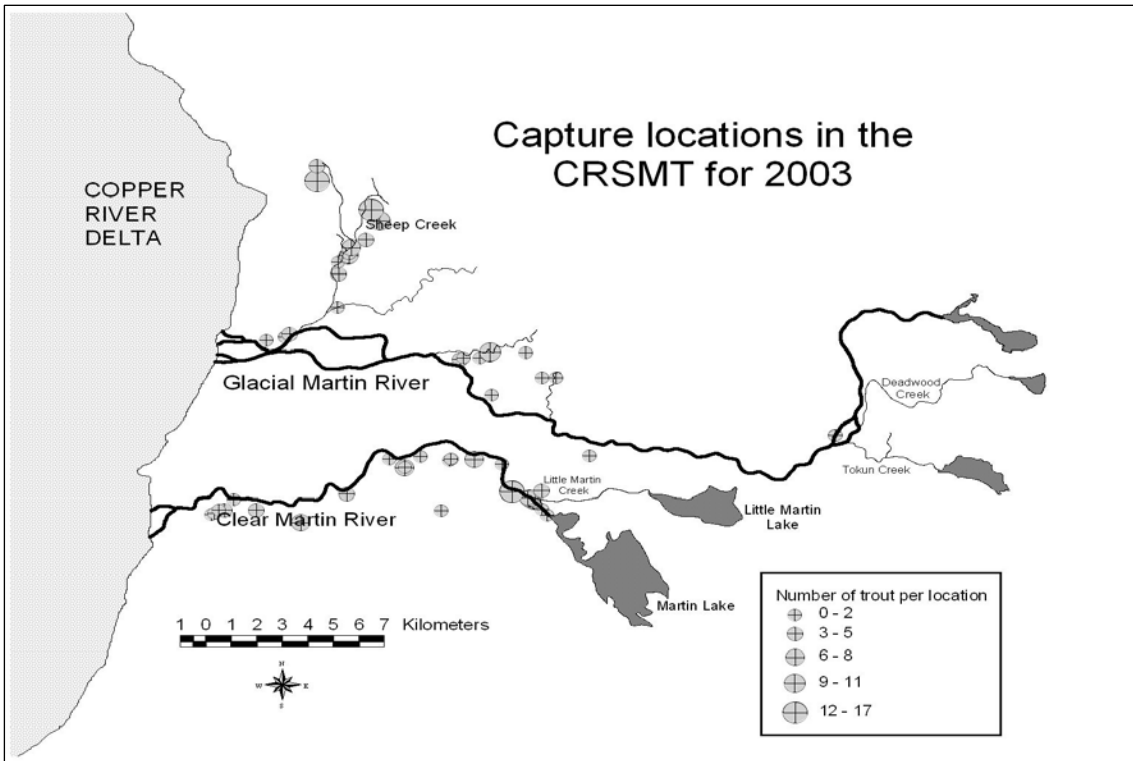 Capture locations in the
CRSMT for 2003
COPPER
RIVER
DELTA
Sheep Creek
Glacial Martin River
Deadwood
Creek
Tokun Creek
Little Martin
Creek
Little Martin
Lake
Clear Martin River
Martin Lake
1 0 1 2 3 4 5 6 7 Kilometers
N
W E
S
Number of trout per location
0 - 2
3 - 5
6 - 8
9 - 11
12 - 17